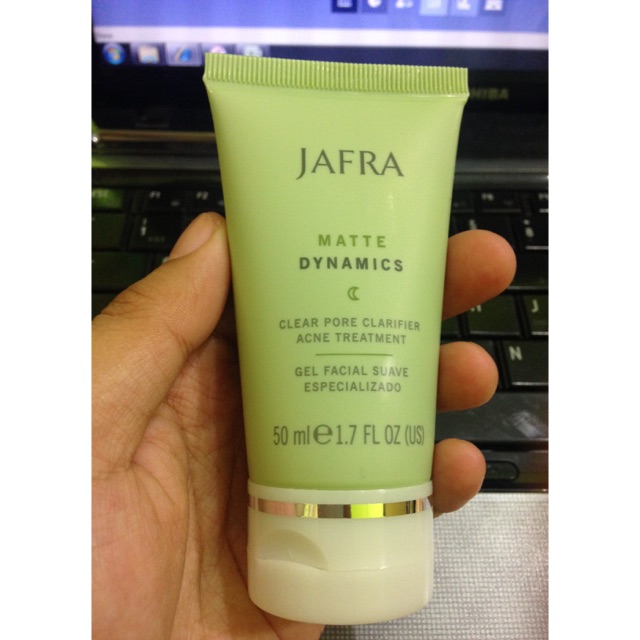 JAFRA
MATTE
DYNAMICS
CLEAR PORE CLARIFIER
ACNE TREATMENT
GEL FACIAL SUAVE
ESPECIALIZADO
50 ml e 1.7 FL OZ (US)